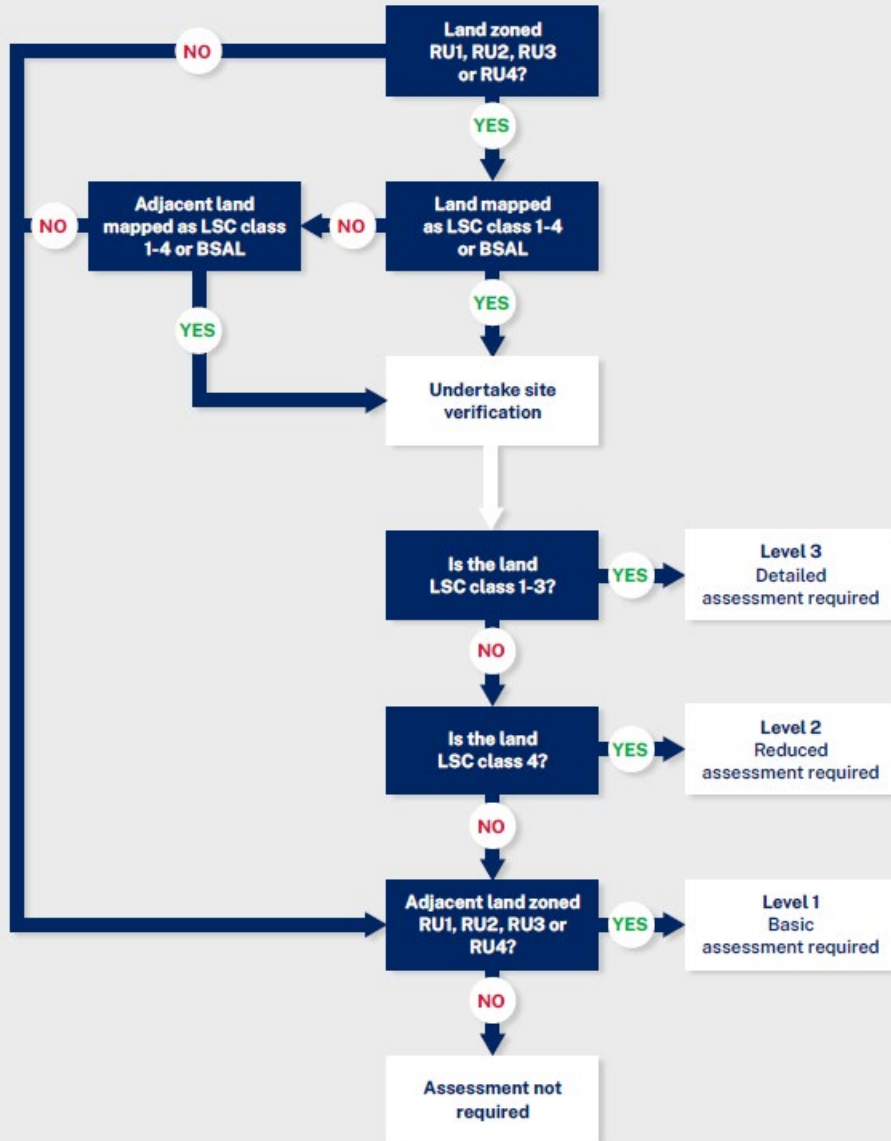 Land zoned
RU1, RU2, RU3
or RU4?
NO
YES
Adjacent land
mapped as LSC class
1-4 or BSAL
Land mapped
as LSC class 1-4
or BSAL
NO
NO
YES
YES
Undertake site
verification
Is the land
LSC class 1-3?
YES
Level 3
Detailed
assessment required
NO
Is the land
LSC class 4?
YES
Level 2
Reduced
assessment required
NO
Adjacent land zoned
RU1, RU2, RU3 or
RU4?
YES
Level 1
Basic
assessment required
NO
Assessment not
required